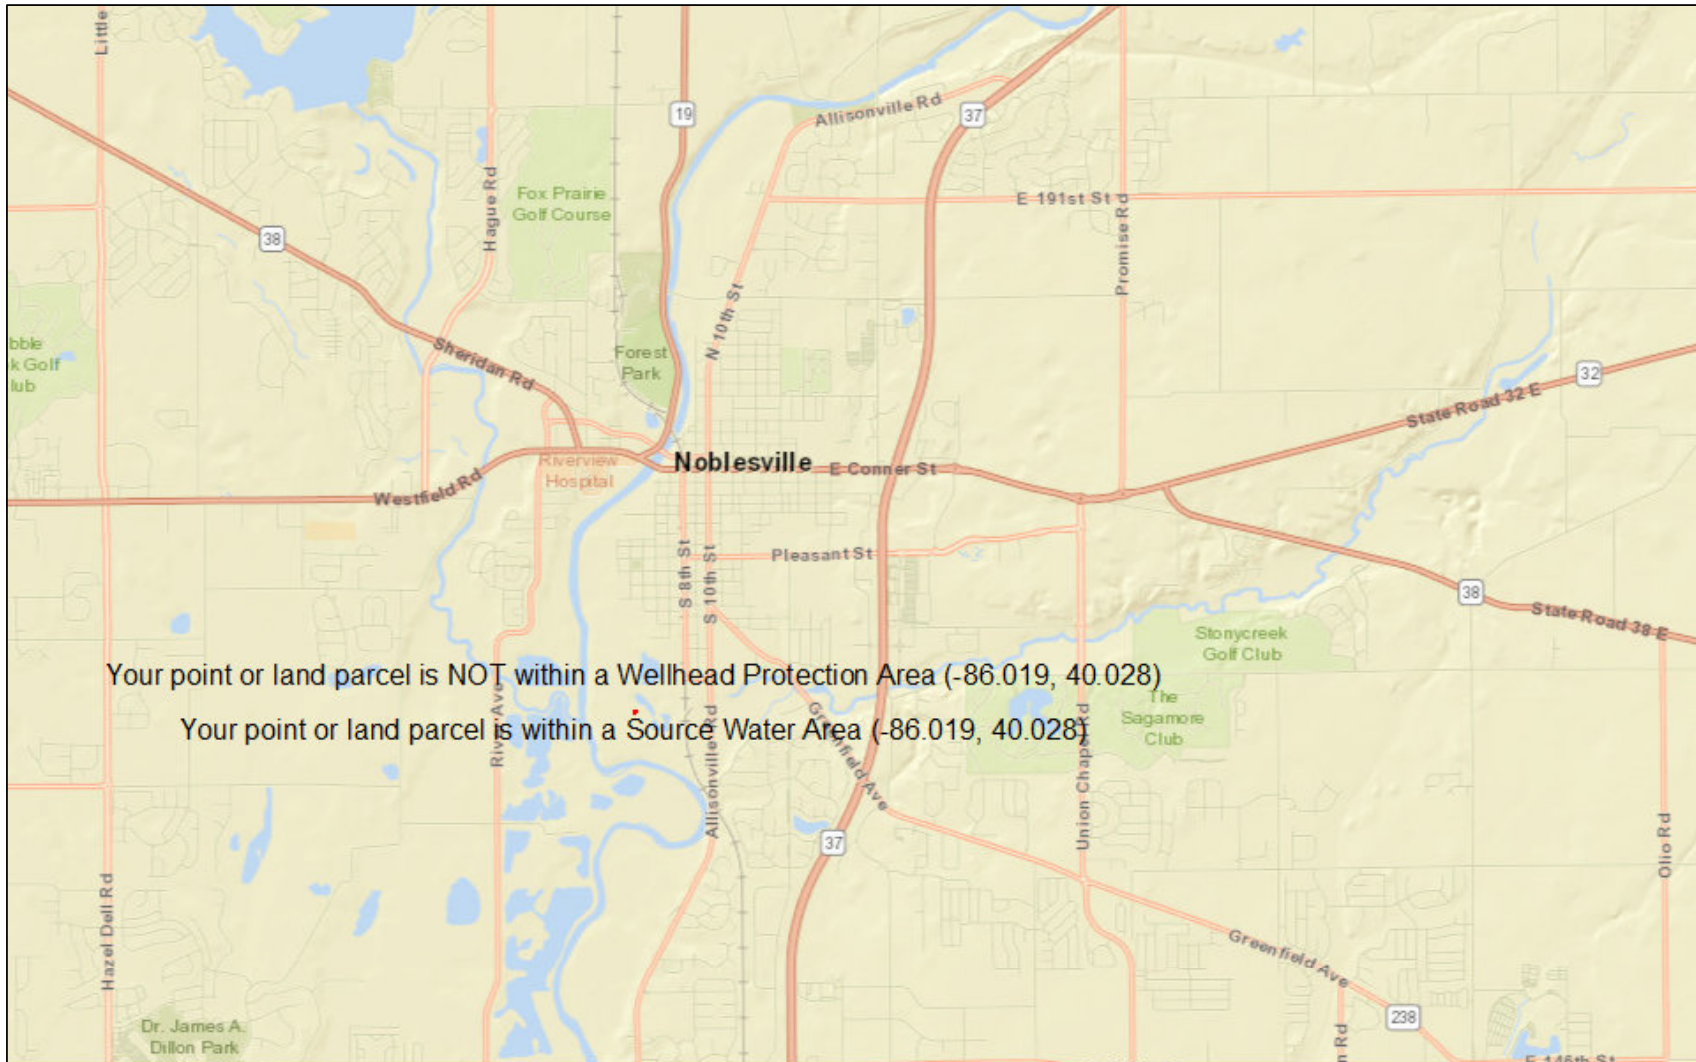 Little
19
Allisonville Rd
37
Hague Rd
Fox Prairie
Golf Course
E 191st St
Promise Rd
38
N 10th St
Sheridan Rd
Forest
Park
bble
k Golf
lub
32
State Road 32 E
Noblesville
E Conner St
Riverview
Hospital
Westfield Rd
Pleasant St
S 8th St
S 10th St
38
State Road 38 E
Stonycreek
Golf Club
Your point or land parcel is NOT within a Wellhead Protection Area (-86.019, 40.028)
Your point or land parcel is within a Source Water Area (-86.019, 40.028)
The
Sagamore
Club
River Ave
Allisonville Rd
Greenfield Ave
Union Chapel Rd
37
Olio Rd
Hazel Dell Rd
Greenfield Ave
238
Dr. James A.
Dillon Park
n Rd
E 146th St